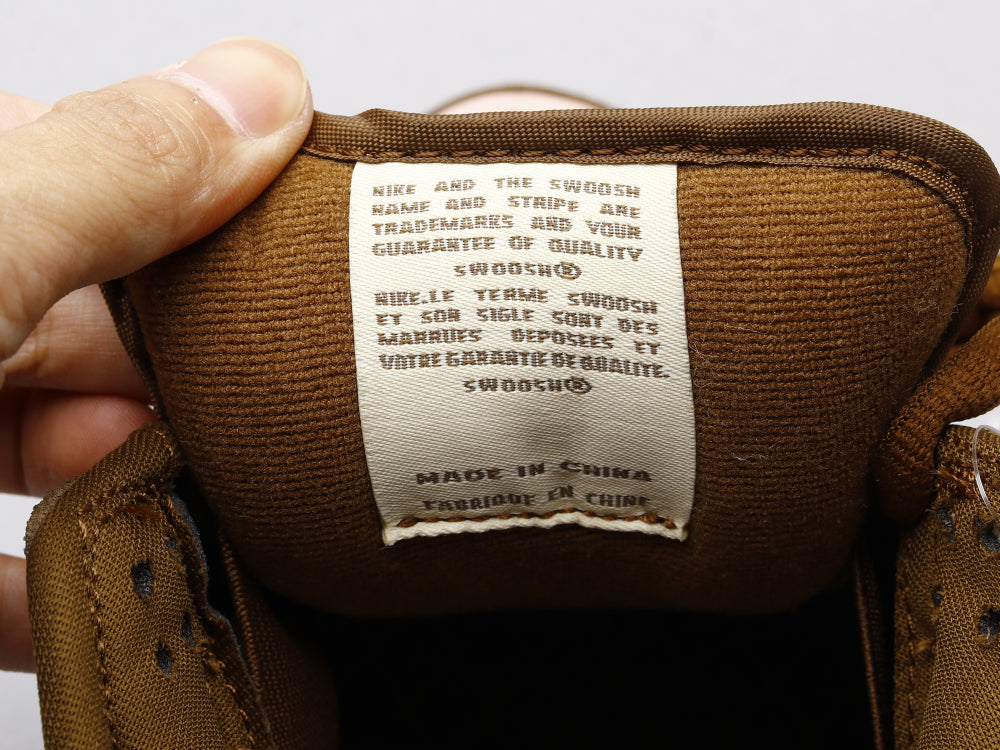 NIKE AND THE SWOOSH
NAME AND STRIPE ARE
TRADEMARKS AND YOUR
GUARANTEE OF QUALITY
SWOOSH®
NIKE.LE TERME SWOOSH
ET SON SIGLE SONT DES
MARQUES DEPOSEES ET
VOTRE GARANTIE DE QUALITE.
SWOOSH®
MADE IN CHINA
FABRIQUE EN CHINE